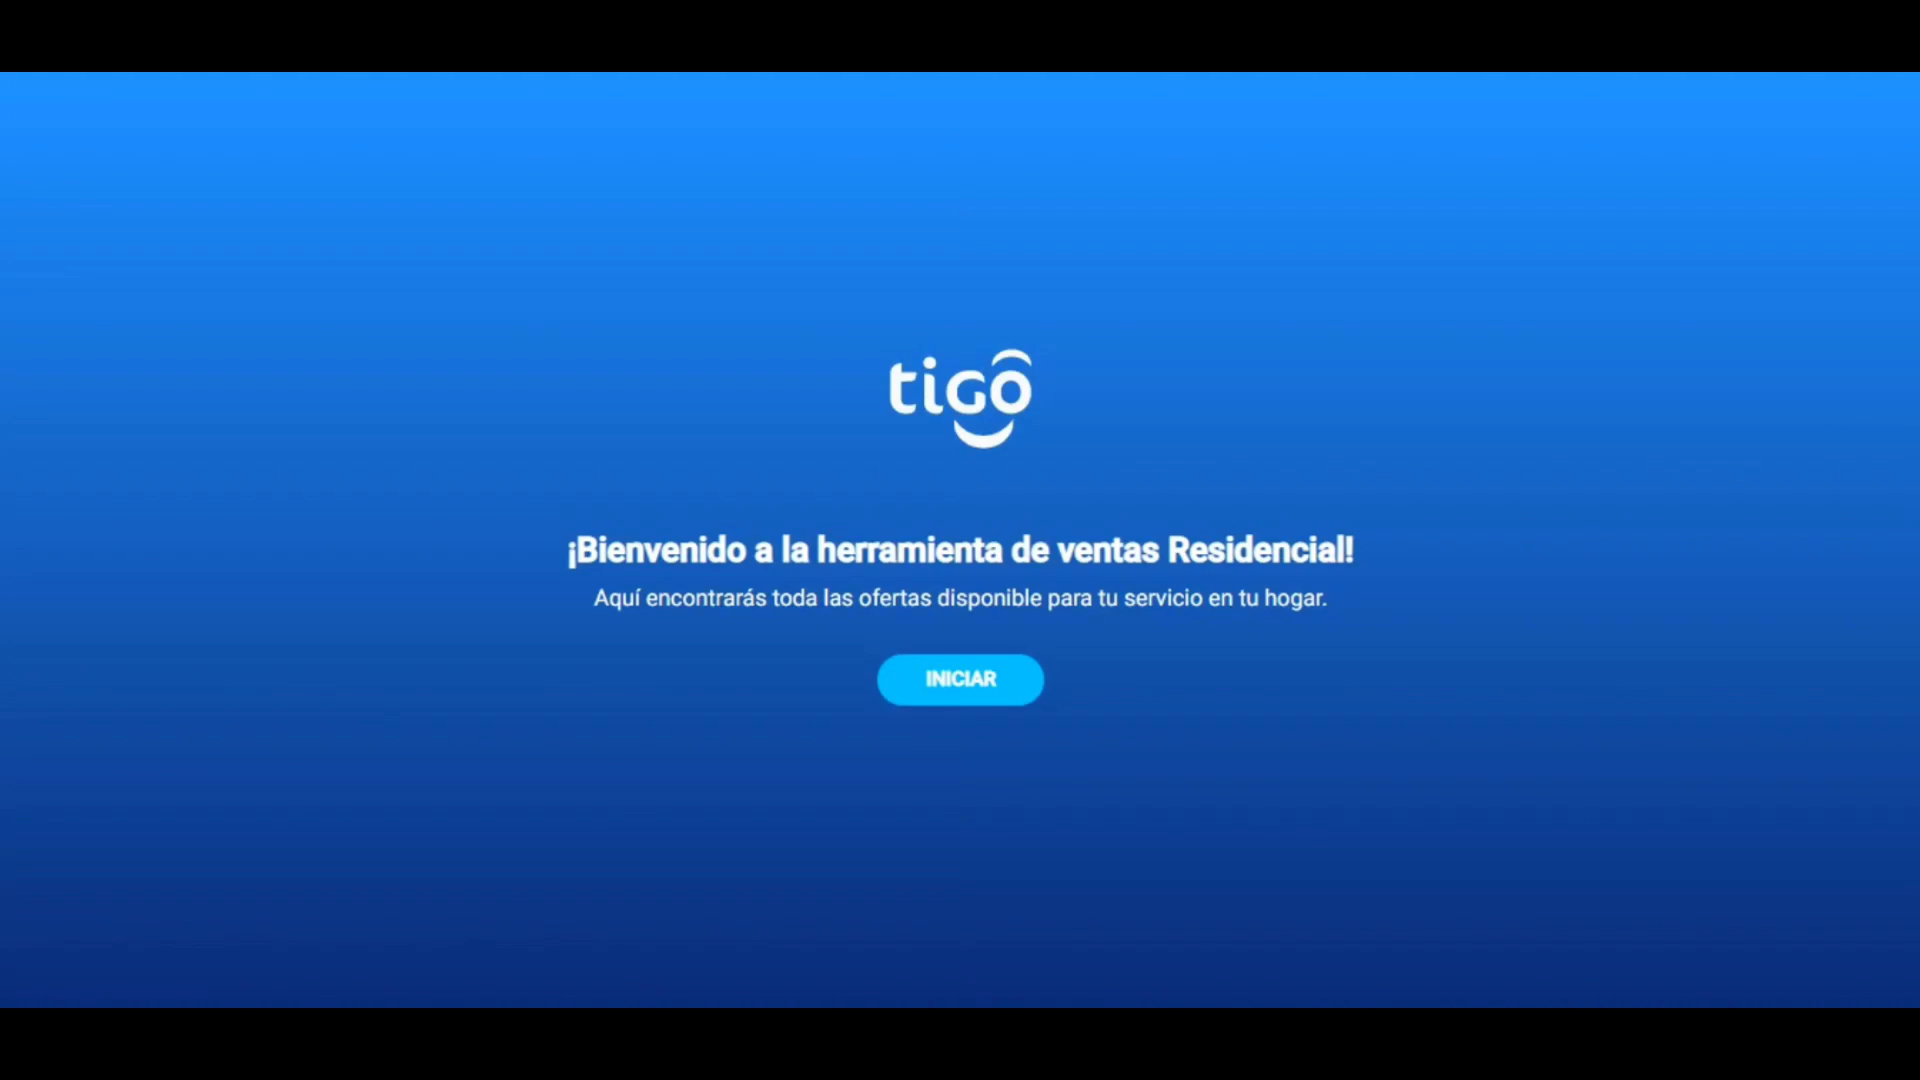 tigo
¡Bienvenido a la herramienta de ventas Residencial!
Aquí encontrarás toda las ofertas disponible para tu servicio en tu hogar.
INICIAR